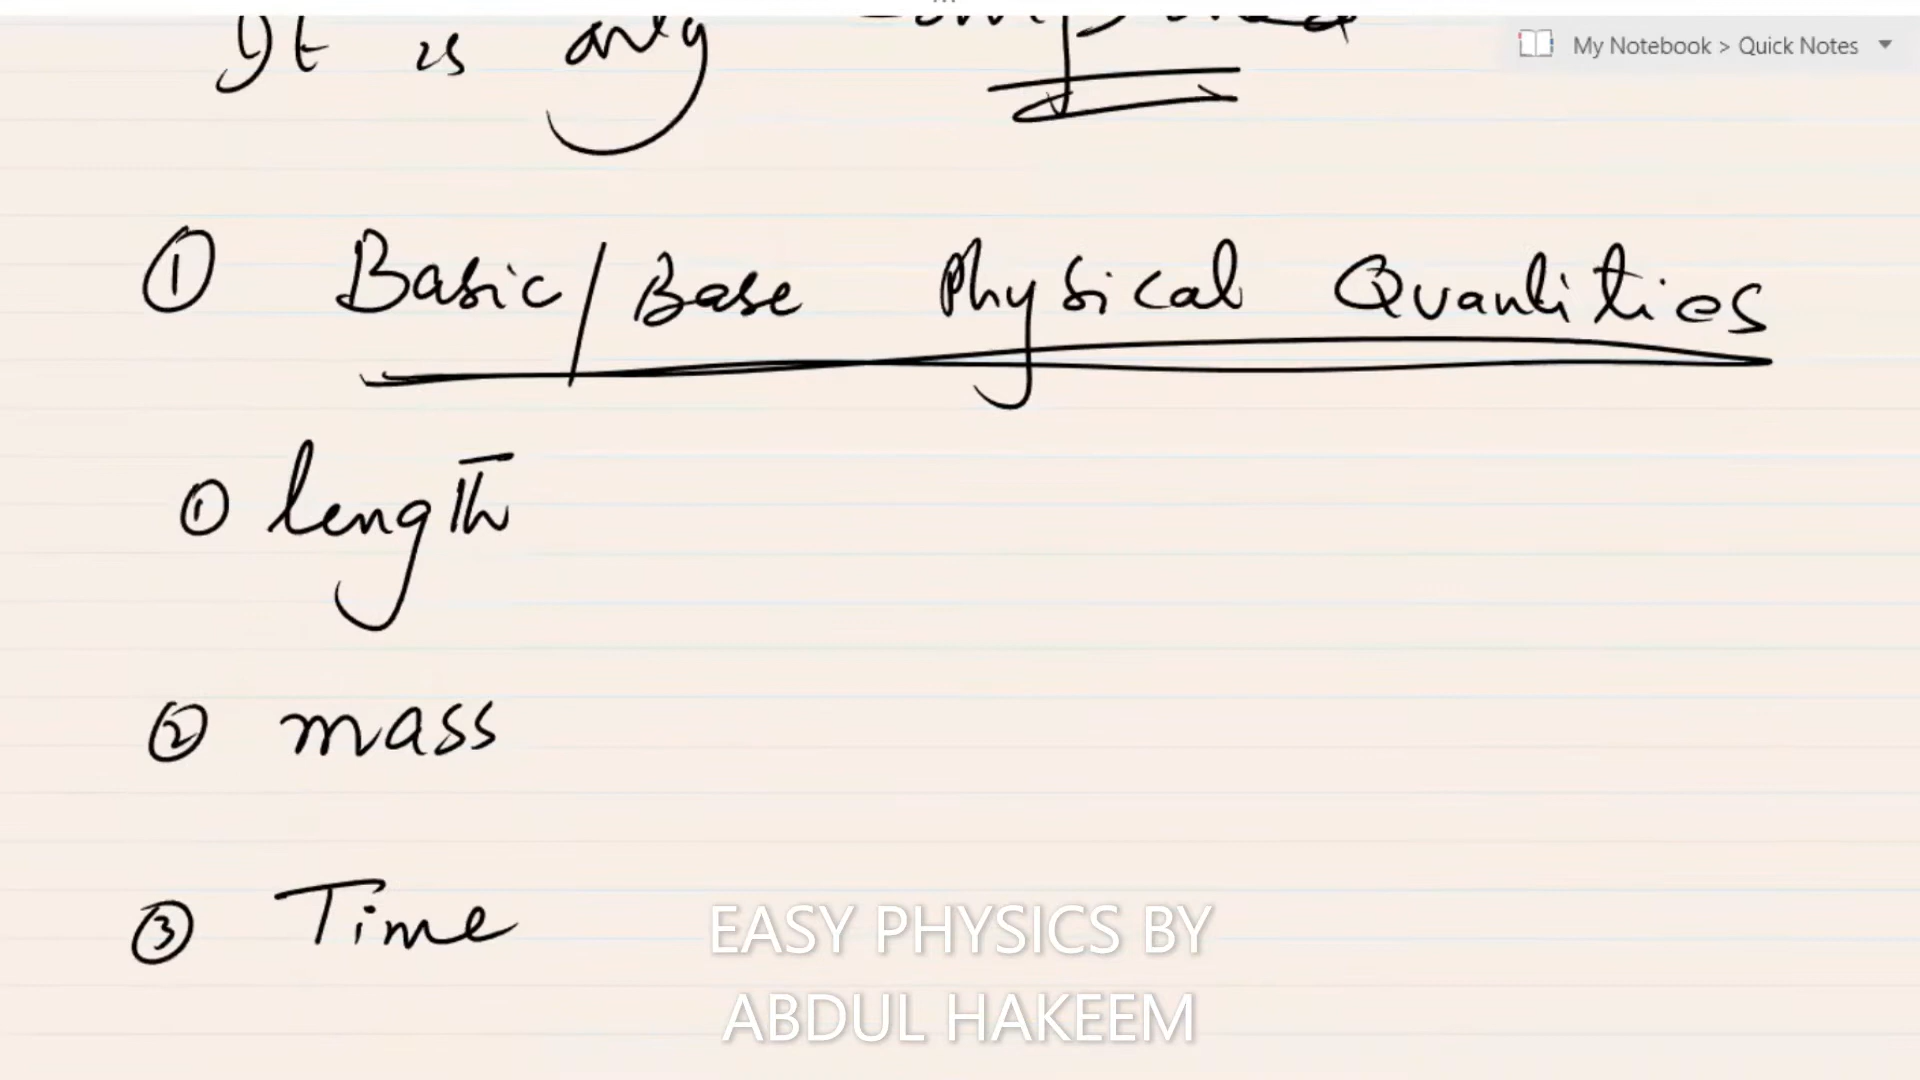 It is only
My Notebook > Quick Notes
① Basic/Base Physical Quantities
① length
② mass
③ Time
EASY PHYSICS BY
ABDUL HAKEEM